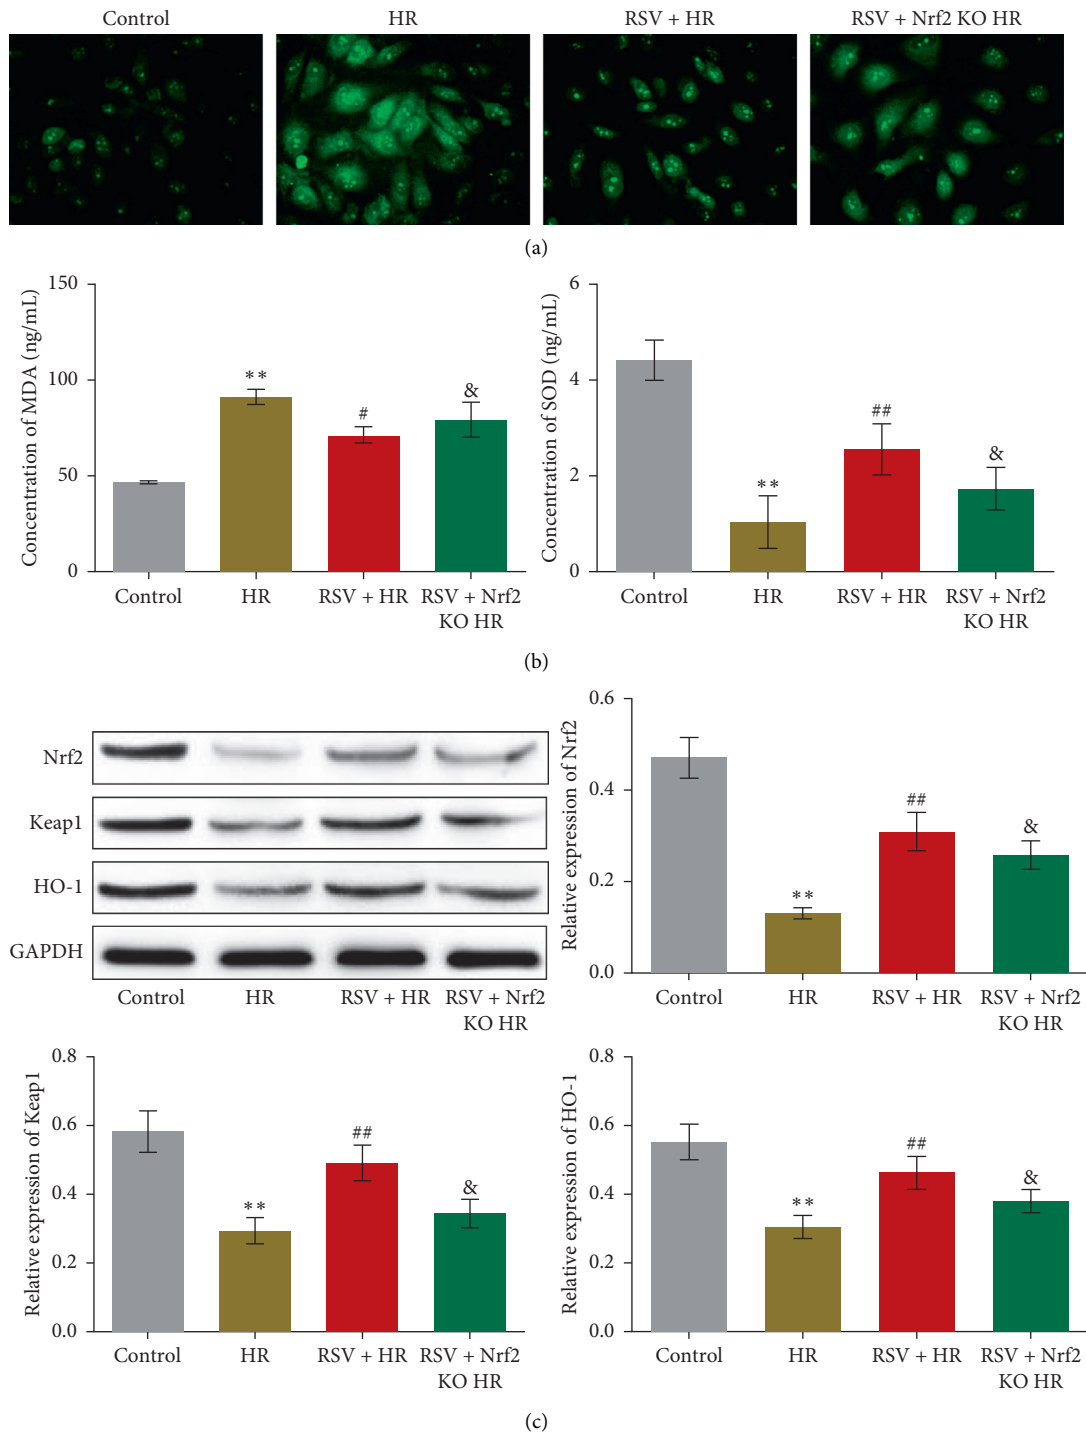 Control HR RSV + HR RSV + Nrf2 KO HR
(a)
Concentration of MDA (ng/mL)
150
100
50
0
**
#
&
Control HR RSV + HR RSV + Nrf2
KO HR
Concentration of SOD (ng/mL)
6
4
2
0
**
##
&
Control HR RSV + HR RSV + Nrf2
KO HR
(b)
Nrf2
Keap1
HO-1
GAPDH
Control HR RSV + HR RSV + Nrf2
KO HR
Relative expression of Nrf2
0.6
0.4
0.2
0.0
**
##
&
Control HR RSV + HR RSV + Nrf2
KO HR
Relative expression of Keap1
0.8
0.6
0.4
0.2
0.0
**
##
&
Control HR RSV + HR RSV + Nrf2
KO HR
Relative expression of HO-1
0.8
0.6
0.4
0.2
0.0
**
##
&
Control HR RSV + HR RSV + Nrf2
KO HR
(c)